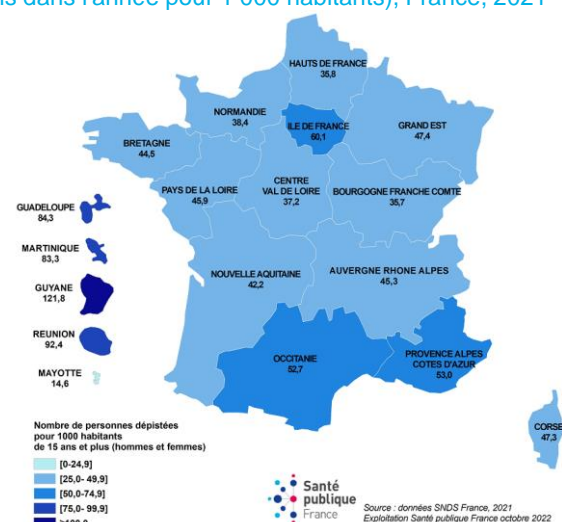 ns dans l'année pour 1 000 habitants), France, 2021
HAUTS DE FRANCE
35,8
NORMANDIE
38,4
ILE DE FRANCE
60,1
GRAND EST
47,4
BRETAGNE
44,5
PAYS DE LA LOIRE
45,9
CENTRE
VAL DE LOIRE
37,2
BOURGOGNE FRANCHE COMTE
35,7
GUADELOUPE
84,3
MARTINIQUE
83,3
GUYANE
121,8
REUNION
92,4
MAYOTTE
14,6
NOUVELLE AQUITAINE
42,2
AUVERGNE RHONE ALPES
45,3
OCCITANIE
52,7
PROVENCE ALPES
COTES D'AZUR
53,0
CORSE
47,3
Nombre de personnes dépistées
pour 1000 habitants
de 15 ans et plus (hommes et femmes)
[0-24,9]
[25,0- 49,9]
[50,0-74,9]
[75,0- 99,9]
Santé
publique
France
Source : données SNDS France, 2021
Exploitation Santé publique France octobre 2022